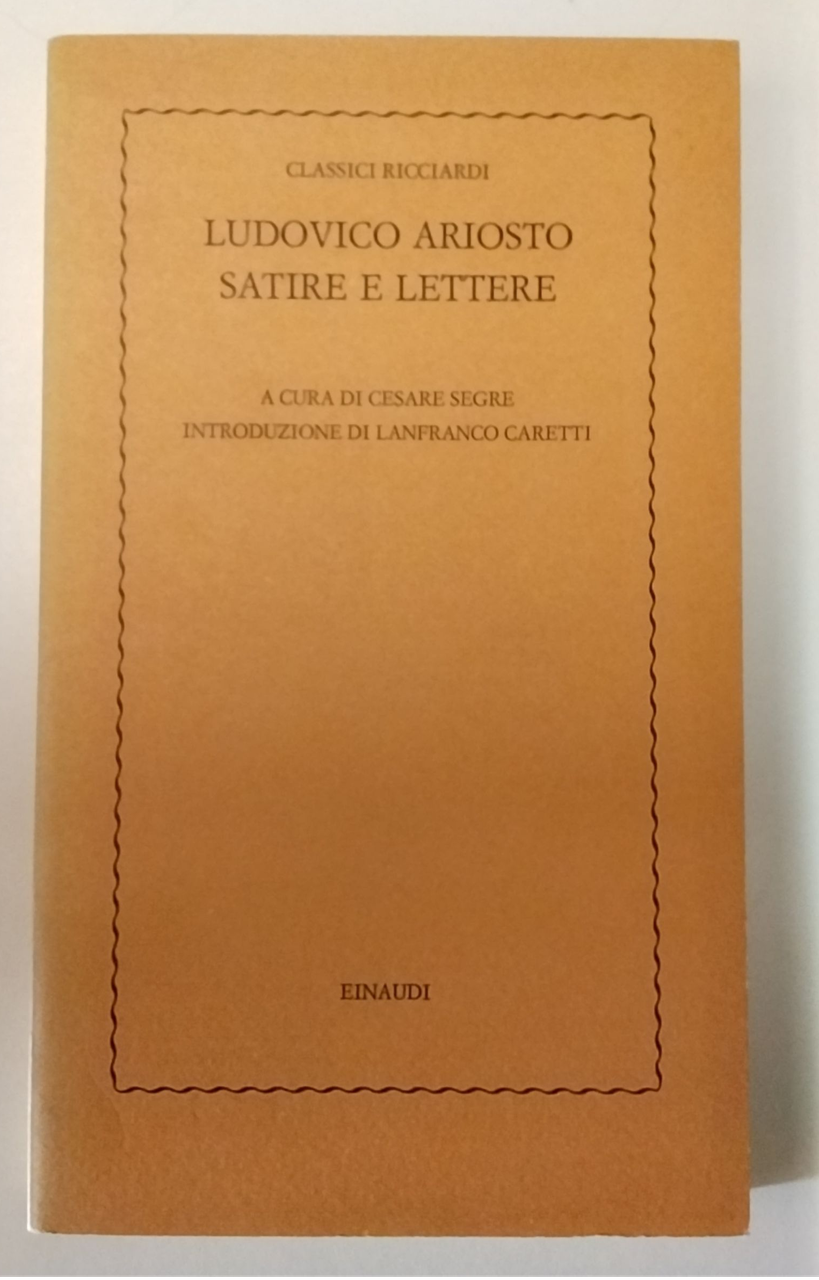 CLASSICI RICCIARDI
LUDOVICO ARIOSTO
SATIRE E LETTERE
A CURA DI CESARE SEGRE
INTRODUZIONE DI LANFRANCO CARETTI
EINAUDI